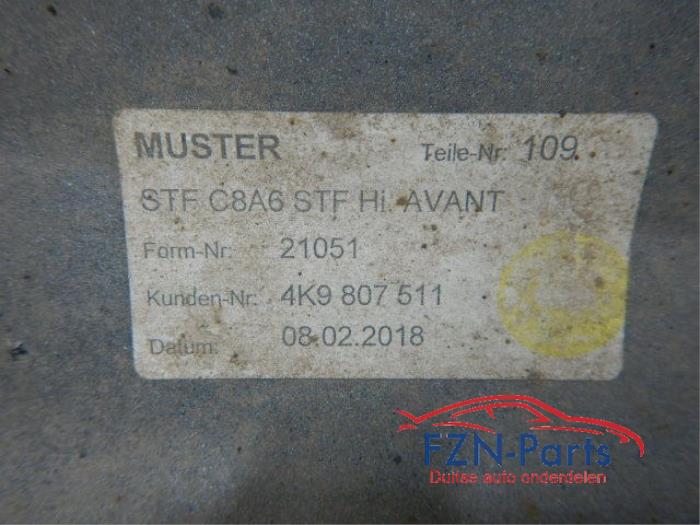 MUSTER Teile-Nr: 109
STF C8A6 STF Hi. AVANT
Form-Nr: 21051
Kunden-Nr: 4K9 807 511
Datum: 08.02.2018
FZN-Parts
Duitse auto onderdelen